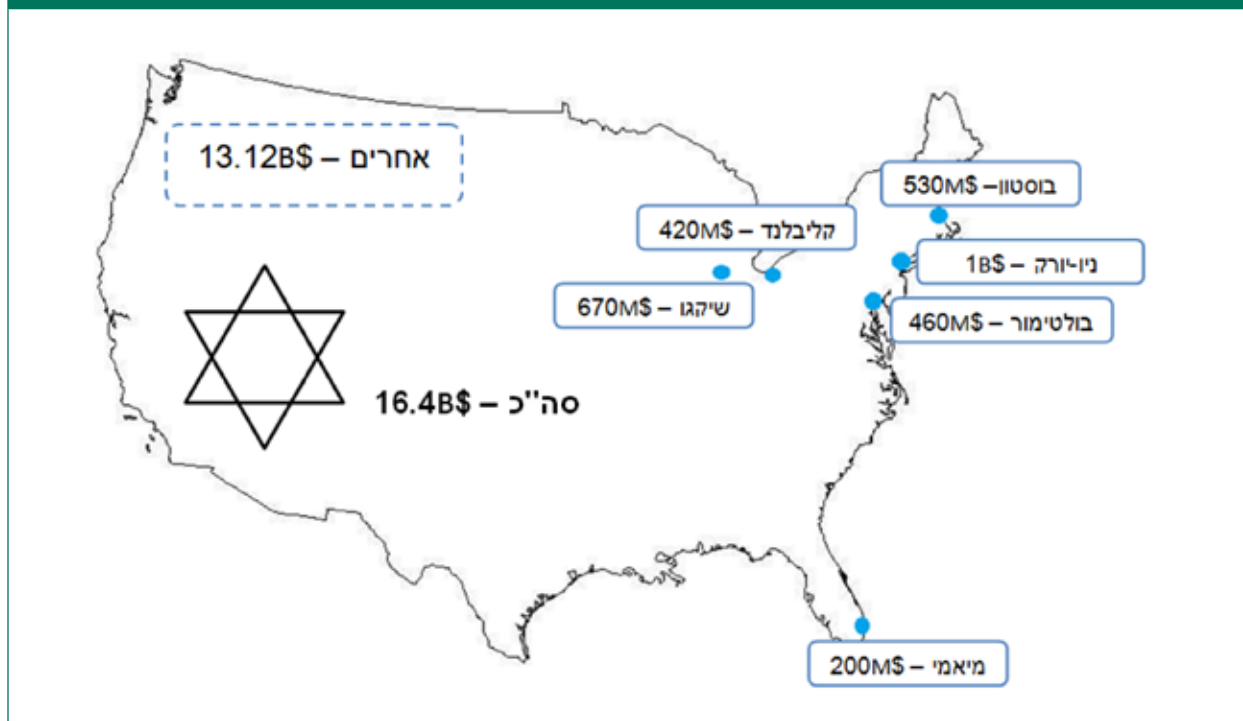 אחרים – 13.12B$
בוסטון– 530M$
קליבלנד – 420M$
ניו-יורק – 1B$
שיקגו – 670M$
בולטימור – 460M$
סה"כ – 16.4B$
מיאמי – 200M$